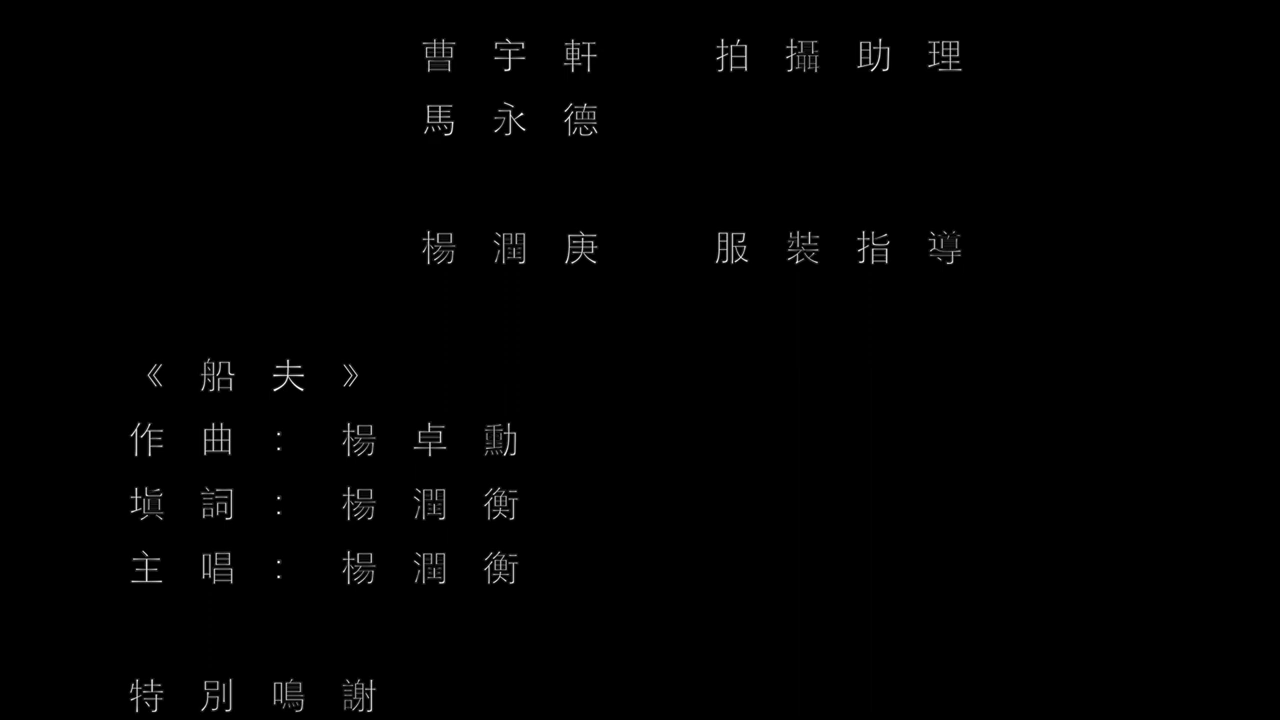 曹宇軒 拍攝助理
馬永德
楊潤庚 服裝指導
《船夫》
作曲：楊卓勳
填詞：楊潤衡
主唱：楊潤衡
特別鳴謝